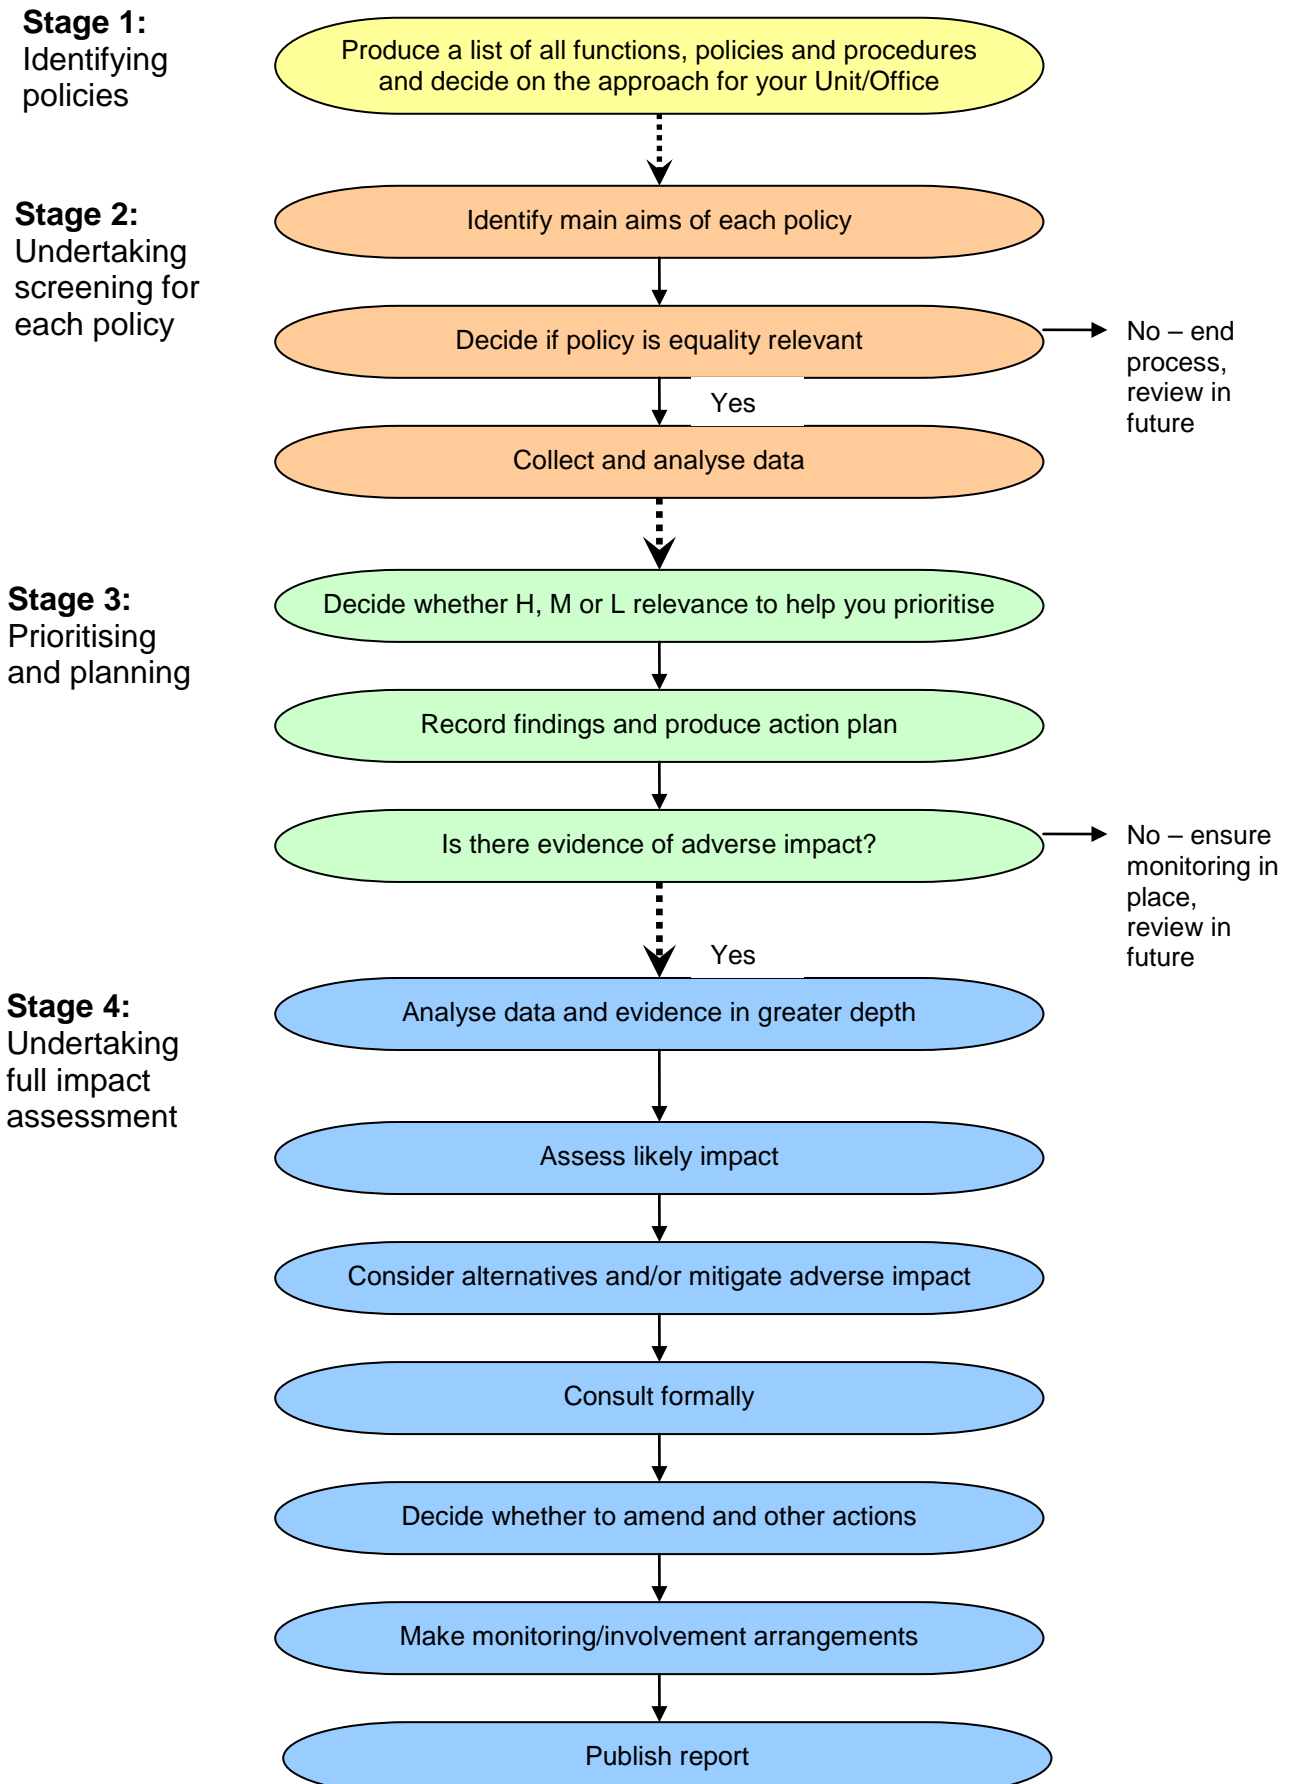 Stage 1:
Identifying
policies
Produce a list of all functions, policies and procedures
and decide on the approach for your Unit/Office
Stage 2:
Undertaking
screening for
each policy
Identify main aims of each policy
Decide if policy is equality relevant
No – end
process,
review in
future
Yes
Collect and analyse data
Stage 3:
Prioritising
and planning
Decide whether H, M or L relevance to help you prioritise
Record findings and produce action plan
Is there evidence of adverse impact?
No – ensure
monitoring in
place,
review in
future
Yes
Stage 4:
Undertaking
full impact
assessment
Analyse data and evidence in greater depth
Assess likely impact
Consider alternatives and/or mitigate adverse impact
Consult formally
Decide whether to amend and other actions
Make monitoring/involvement arrangements
Publish report